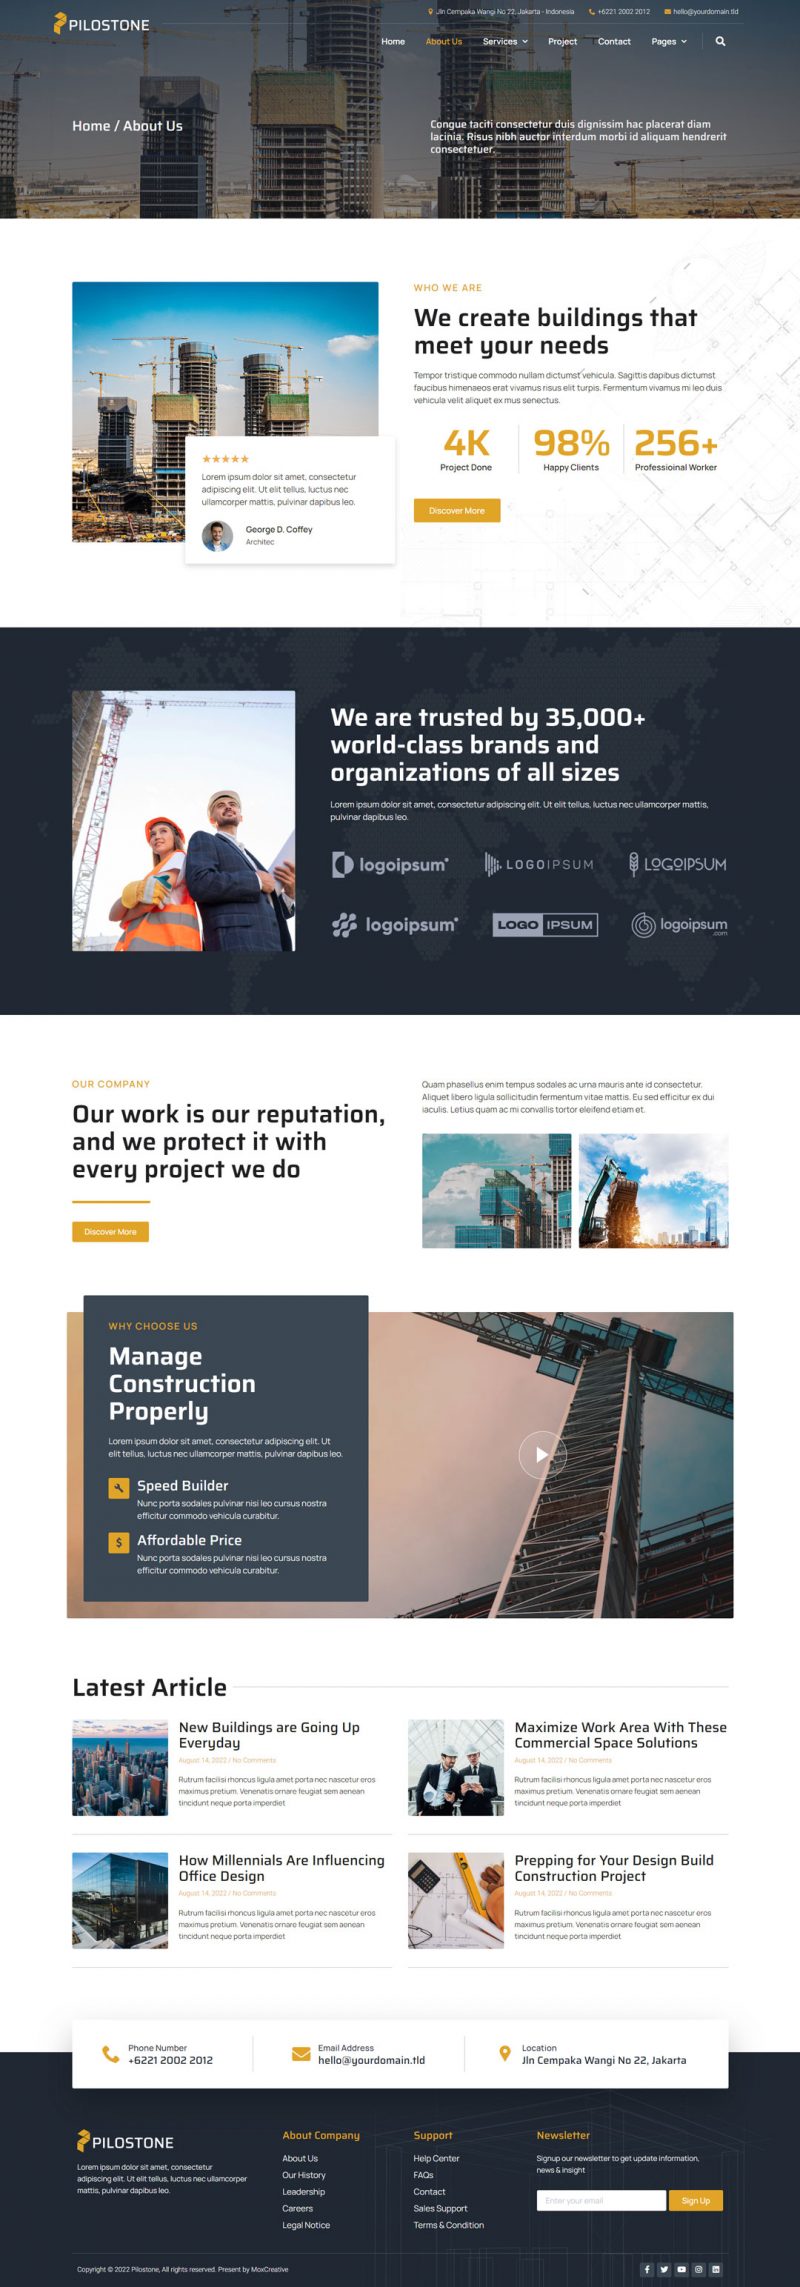 Jln Cempaka Wangi No 22, Jakarta - Indonesia
+6221 2002 2012
hello@yourdomain.tld
PILOSTONE
Home
About Us
Services
Project
Contact
Pages
Home / About Us
Congue taciti consectetur duis dignissim hac placerat diam
lacinia. Risus nibh auctor interdum morbi id aliquam hendrerit
consectetuer.
WHO WE ARE
We create buildings that
meet your needs
Tempor tristique commodo nullam dictumst vehicula. Sagittis dapibus dictumst
faucibus himenaeos erat vivamus risus elit turpis. Fermentum vivamus mi leo duis
vehicula velit aliquet ex mus senectus.
4K
Project Done
98%
Happy Clients
256+
Professioinal Worker
Discover More
Lorem ipsum dolor sit amet, consectetur
adipiscing elit. Ut elit tellus, luctus nec
ullamcorper mattis, pulvinar dapibus leo.
George D. Coffey
Architec
We are trusted by 35,000+
world-class brands and
organizations of all sizes
Lorem ipsum dolor sit amet, consectetur adipiscing elit. Ut elit tellus, luctus nec ullamcorper mattis,
pulvinar dapibus leo.
logoipsum
LOGOIPSUM
LOGOIPSUM
logoipsum
LOGO IPSUM
logoipsum
.com
OUR COMPANY
Our work is our reputation,
and we protect it with
every project we do
Discover More
Quam phasellus enim tempus sodales ac urna mauris ante id consectetur.
Aliquet libero ligula sollicitudin fermentum vitae mattis. Eu sed efficitur ex dui
iaculis. Letius quam ac mi convallis tortor eleifend etiam et.
WHY CHOOSE US
Manage
Construction
Properly
Lorem ipsum dolor sit amet, consectetur adipiscing elit. Ut
elit tellus, luctus nec ullamcorper mattis, pulvinar dapibus leo.
Speed Builder
Nunc porta sodales pulvinar nisi leo cursus nostra
efficitur commodo vehicula curabitur.
Affordable Price
Nunc porta sodales pulvinar nisi leo cursus nostra
efficitur commodo vehicula curabitur.
Latest Article
New Buildings are Going Up
Everyday
August 14, 2022 / No Comments
Rutrum facilisi rhoncus ligula amet porta nec nascetur eros
maximus pretium. Venenatis ornare feugiat sem aenean
tincidunt neque porta imperdiet
Maximize Work Area With These
Commercial Space Solutions
August 14, 2022 / No Comments
Rutrum facilisi rhoncus ligula amet porta nec nascetur eros
maximus pretium. Venenatis ornare feugiat sem aenean
tincidunt neque porta imperdiet
How Millennials Are Influencing
Office Design
August 14, 2022 / No Comments
Rutrum facilisi rhoncus ligula amet porta nec nascetur eros
maximus pretium. Venenatis ornare feugiat sem aenean
tincidunt neque porta imperdiet
Prepping for Your Design Build
Construction Project
August 14, 2022 / No Comments
Rutrum facilisi rhoncus ligula amet porta nec nascetur eros
maximus pretium. Venenatis ornare feugiat sem aenean
tincidunt neque porta imperdiet
Phone Number
+6221 2002 2012
Email Address
hello@yourdomain.tld
Location
Jln Cempaka Wangi No 22, Jakarta
PILOSTONE
Lorem ipsum dolor sit amet, consectetur
adipiscing elit. Ut elit tellus, luctus nec ullamcorper
mattis, pulvinar dapibus leo.
About Company
About Us
Our History
Leadership
Careers
Legal Notice
Support
Help Center
FAQs
Contact
Sales Support
Terms & Condition
Newsletter
Signup our newsletter to get update information,
news & insight
Enter your email
Sign Up
Copyright © 2022 Pilostone, All rights reserved. Present by MoxCreative